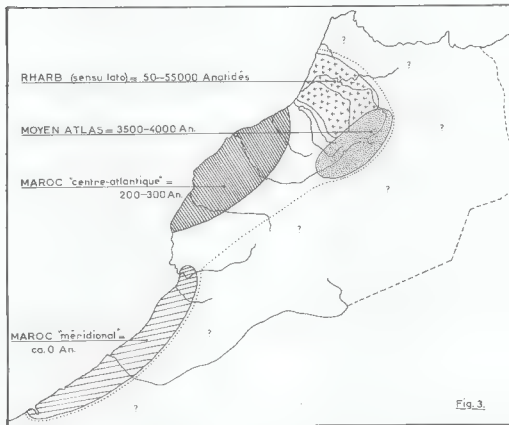 RHARB (sensu lato) = 50--55000 Anatidés
MOYEN ATLAS = 3500-4000 An.
MAROC "centre-atlantique" =
200-300 An.
MAROC "méridional" =
ca. 0 An.
?
?
?
?
?
?
?
Fig. 3.